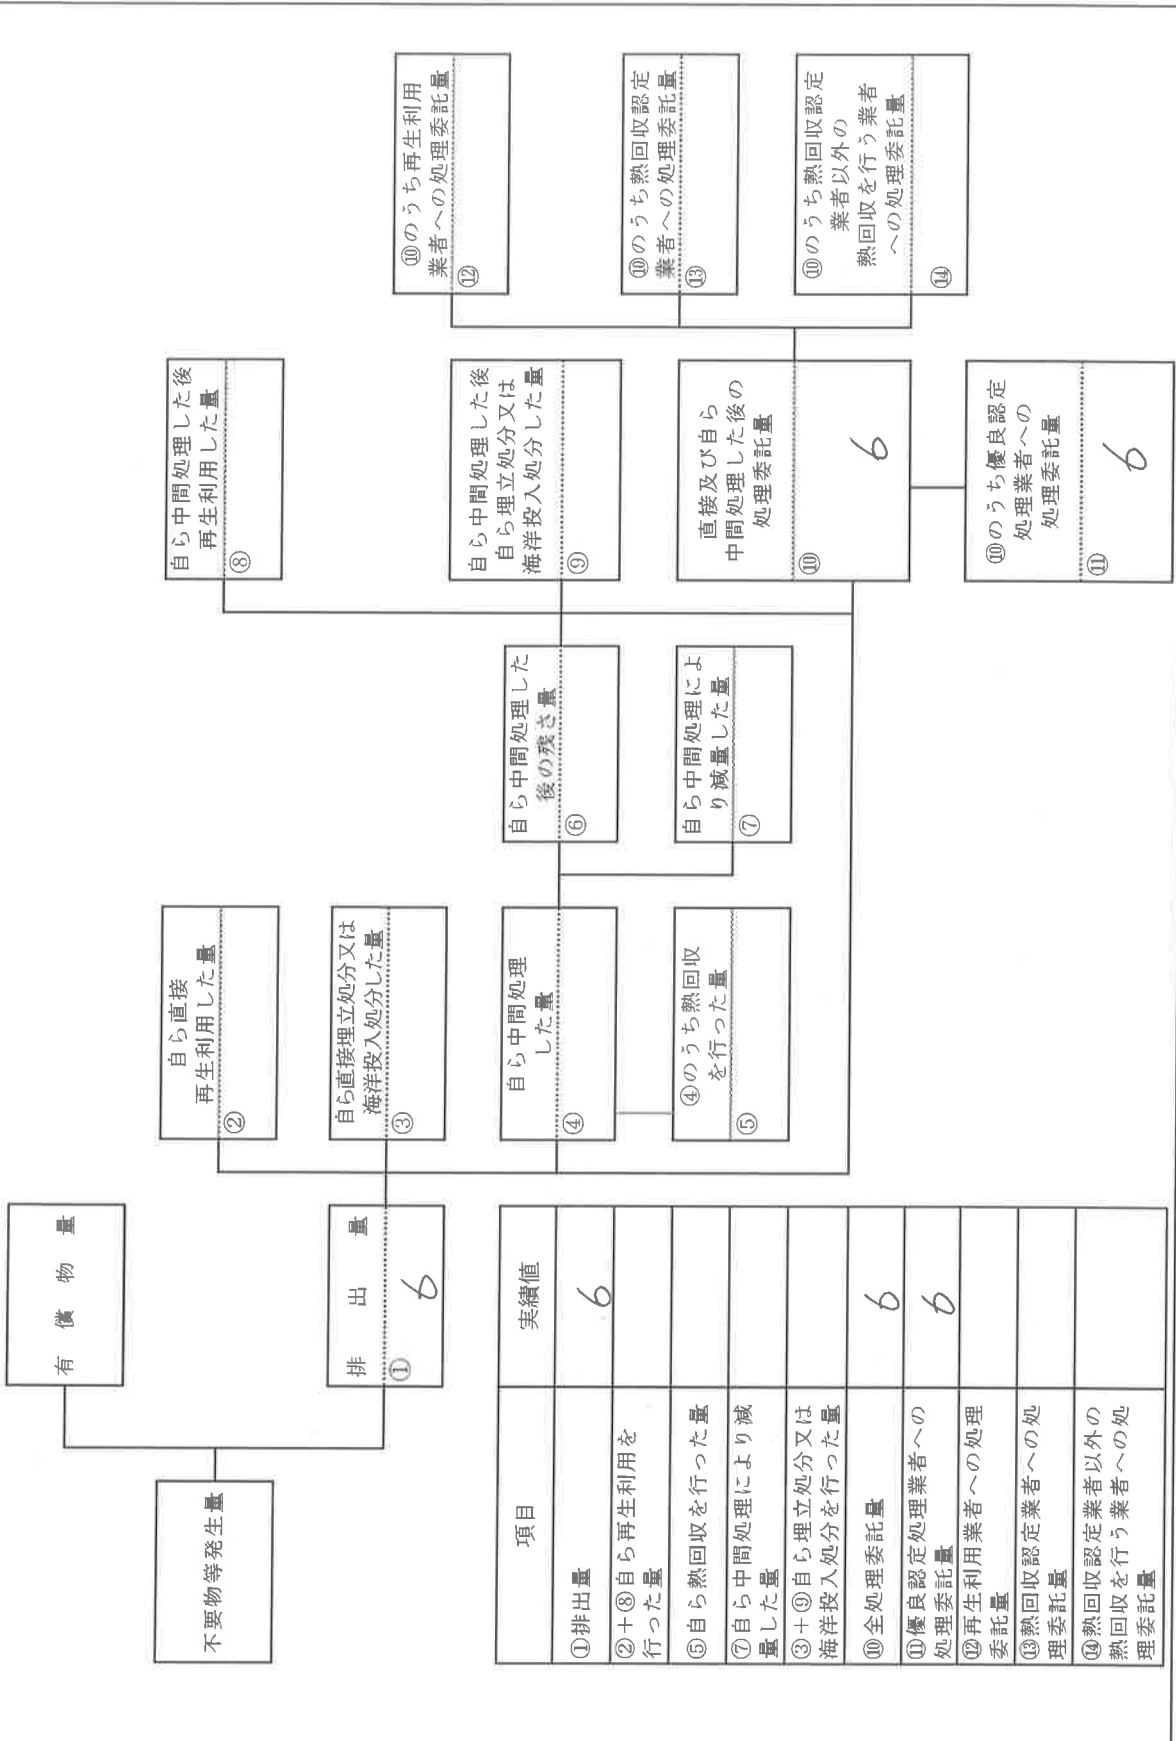 不要物等発生量
有償物量
排出量
①
6
自ら直接
再生利用した量
②
自ら直接埋立処分又は
海洋投入処分した量
③
自ら中間処理
した量
④
④のうち熱回収
を行った量
⑤
自ら中間処理した
後の残さ量
⑥
自ら中間処理によ
り減量した量
⑦
自ら中間処理した後
再生利用した量
⑧
自ら中間処理した後
自ら埋立処分又は
海洋投入処分した量
⑨
直接及び自ら
中間処理した後の
処理委託量
⑩
6
⑩のうち優良認定
処理業者への
処理委託量
⑪
6
⑩のうち再生利用
業者への処理委託量
⑫
⑩のうち熱回収認定
業者への処理委託量
⑬
⑩のうち熱回収認定
業者以外の
熱回収を行う業者
への処理委託量
⑭
項目 実績値
①排出量 6
②+⑧自ら再生利用を
行った量
⑤自ら熱回収を行った量
⑦自ら中間処理により減
量した量
③+⑨自ら埋立処分又は
海洋投入処分を行った量
⑩全処理委託量 6
⑪優良認定処理業者への
処理委託量 6
⑫再生利用業者への処理
委託量
⑬熱回収認定業者への処
理委託量
⑭熱回収認定業者以外の
熱回収を行う業者への処
理委託量